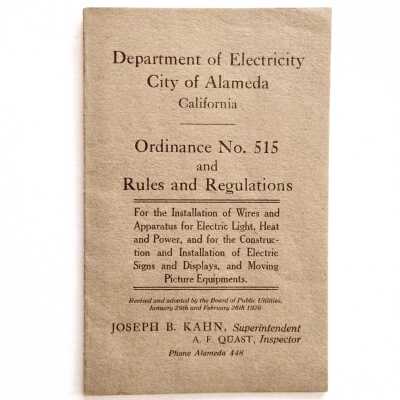 Department of Electricity
City of Alameda
California
Ordinance No. 515
and
Rules and Regulations
For the Installation of Wires and
Apparatus for Electric Light, Heat
and Power, and for the Construc-
tion and Installation of Electric
Signs and Displays, and Moving
Picture Equipments.
Revised and adopted by the Board of Public Utilities,
January 29th and February 26th 1920
JOSEPH B. KAHN, Superintendent
A. F. QUAST, Inspector
Phone Alameda 448